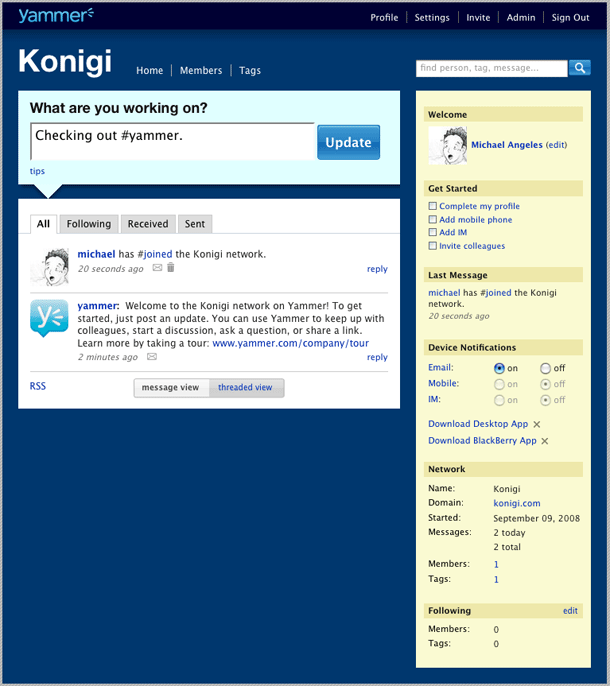 yammer
Profile Settings Invite Admin Sign Out
Konigi
Home Members Tags
find person, tag, message...
What are you working on?
Checking out #yammer.
Update
tips
All Following Received Sent
michael has #joined the Konigi network.
20 seconds ago
reply
yammer: Welcome to the Konigi network on Yammer! To get
started, just post an update. You can use Yammer to keep up with
colleagues, start a discussion, ask a question, or share a link.
Learn more by taking a tour: www.yammer.com/company/tour
2 minutes ago
reply
RSS
message view threaded view
Welcome
Michael Angeles (edit)
Get Started
Complete my profile
Add mobile phone
Add IM
Invite colleagues
Last Message
michael has #joined the Konigi
network.
20 seconds ago
Device Notifications
Email: on off
Mobile: on off
IM: on off
Download Desktop App
Download BlackBerry App
Network
Name: Konigi
Domain: konigi.com
Started: September 09, 2008
Messages: 2 today
2 total
Members: 1
Tags: 1
Following edit
Members: 0
Tags: 0